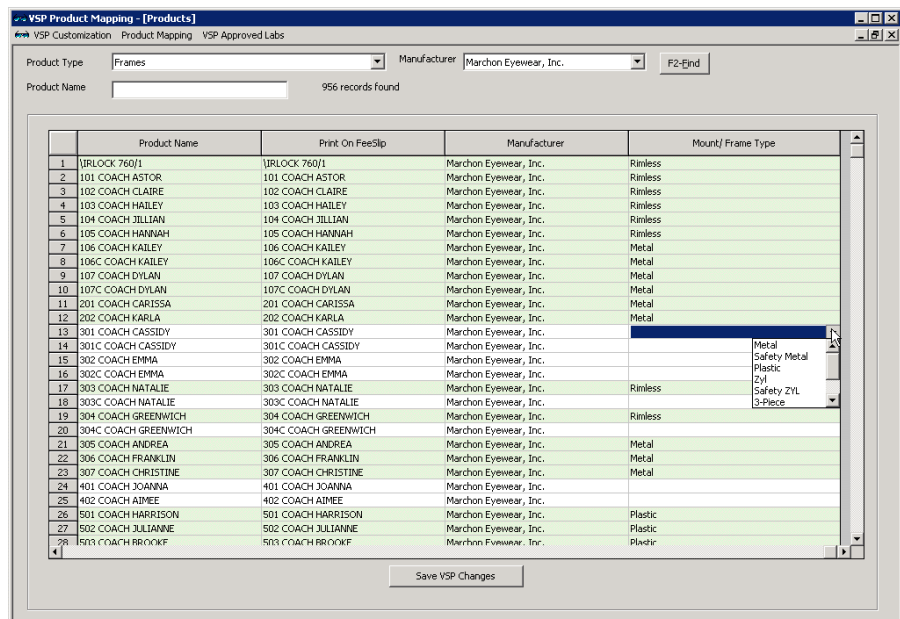 VSP Product Mapping - [Products]
VSP Customization Product Mapping VSP Approved Labs
Product Type Frames Manufacturer Marchon Eyewear, Inc. F2-Find
Product Name 956 records found
Product Name Print On FeeSlip Manufacturer Mount/ Frame Type
1 \IRLOCK 760/1 \IRLOCK 760/1 Marchon Eyewear, Inc. Rimless
2 101 COACH ASTOR 101 COACH ASTOR Marchon Eyewear, Inc. Rimless
3 102 COACH CLAIRE 102 COACH CLAIRE Marchon Eyewear, Inc. Rimless
4 103 COACH HAILEY 103 COACH HAILEY Marchon Eyewear, Inc. Rimless
5 104 COACH JILLIAN 104 COACH JILLIAN Marchon Eyewear, Inc. Rimless
6 105 COACH HANNAH 105 COACH HANNAH Marchon Eyewear, Inc. Rimless
7 106 COACH KAILEY 106 COACH KAILEY Marchon Eyewear, Inc. Metal
8 106C COACH KAILEY 106C COACH KAILEY Marchon Eyewear, Inc. Metal
9 107 COACH DYLAN 107 COACH DYLAN Marchon Eyewear, Inc. Metal
10 107C COACH DYLAN 107C COACH DYLAN Marchon Eyewear, Inc. Metal
11 201 COACH CARISSA 201 COACH CARISSA Marchon Eyewear, Inc. Metal
12 202 COACH KARLA 202 COACH KARLA Marchon Eyewear, Inc. Metal
13 301 COACH CASSIDY 301 COACH CASSIDY Marchon Eyewear, Inc.
14 301C COACH CASSIDY 301C COACH CASSIDY Marchon Eyewear, Inc. Metal
Safety Metal
15 302 COACH EMMA 302 COACH EMMA Marchon Eyewear, Inc. Plastic
16 302C COACH EMMA 302C COACH EMMA Marchon Eyewear, Inc. Zyl
17 303 COACH NATALIE 303 COACH NATALIE Marchon Eyewear, Inc. Rimless Safety ZYL
18 303C COACH NATALIE 303C COACH NATALIE Marchon Eyewear, Inc. 3-Piece
19 304 COACH GREENWICH 304 COACH GREENWICH Marchon Eyewear, Inc. Rimless
20 304C COACH GREENWICH 304C COACH GREENWICH Marchon Eyewear, Inc.
21 305 COACH ANDREA 305 COACH ANDREA Marchon Eyewear, Inc. Metal
22 306 COACH FRANKLIN 306 COACH FRANKLIN Marchon Eyewear, Inc. Metal
23 307 COACH CHRISTINE 307 COACH CHRISTINE Marchon Eyewear, Inc. Metal
24 401 COACH JOANNA 401 COACH JOANNA Marchon Eyewear, Inc.
25 402 COACH AIMEE 402 COACH AIMEE Marchon Eyewear, Inc.
26 501 COACH HARRISON 501 COACH HARRISON Marchon Eyewear, Inc. Plastic
27 502 COACH JULIANNE 502 COACH JULIANNE Marchon Eyewear, Inc. Plastic
28 503 COACH BROOKE 503 COACH BROOKE Marchon Eyewear, Inc. Plastic
Save VSP Changes